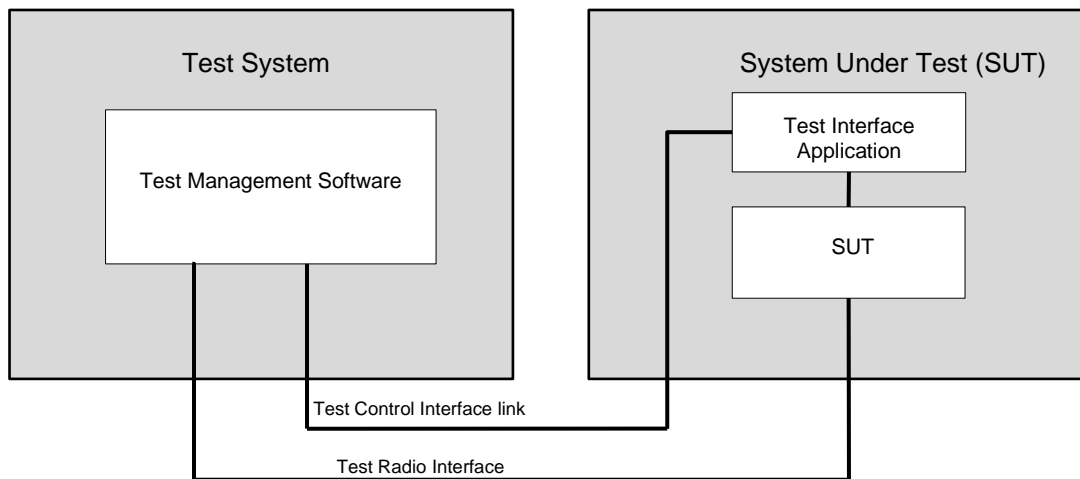 Test System
Test Management Software
System Under Test (SUT)
Test Interface
Application
SUT
Test Control Interface link
Test Radio Interface